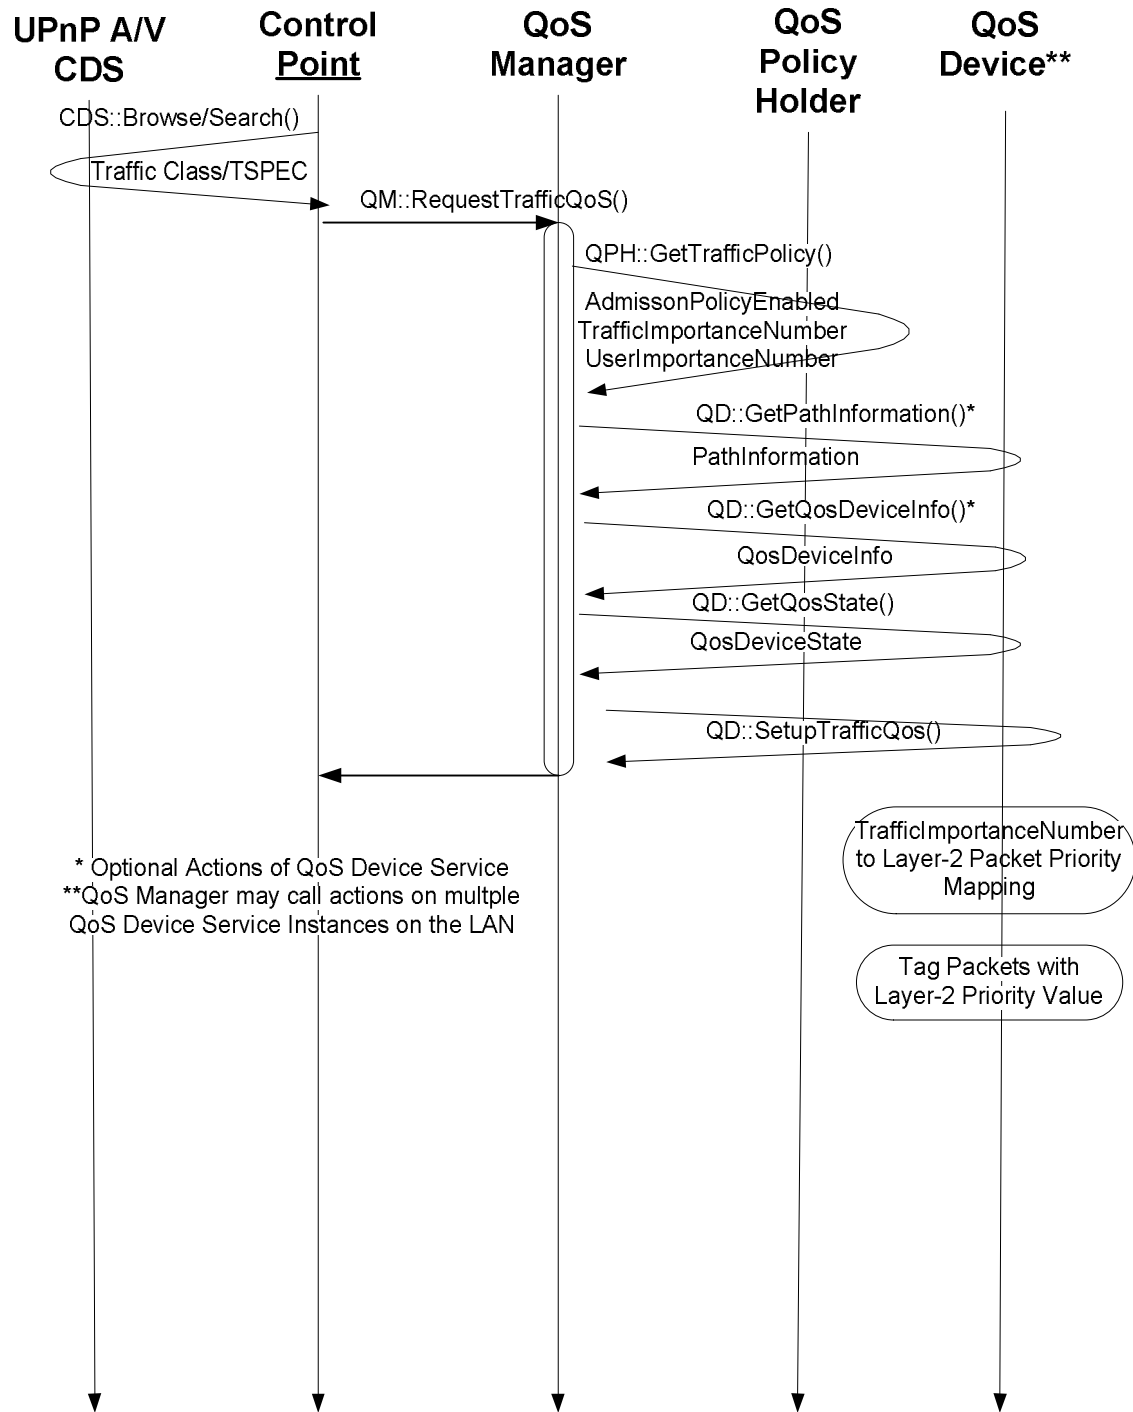 UPnP A/V
CDS
Control
Point
QoS
Manager
QoS
Policy
Holder
QoS
Device**
CDS::Browse/Search()
Traffic Class/TSPEC
QM::RequestTrafficQoS()
QPH::GetTrafficPolicy()
AdmissonPolicyEnabled
TrafficImportanceNumber
UserImportanceNumber
QD::GetPathInformation()*
PathInformation
QD::GetQosDeviceInfo()*
QosDeviceInfo
QD::GetQosState()
QosDeviceState
QD::SetupTrafficQos()
TrafficImportanceNumber
to Layer-2 Packet Priority
Mapping
* Optional Actions of QoS Device Service
**QoS Manager may call actions on multple
QoS Device Service Instances on the LAN
Tag Packets with
Layer-2 Priority Value